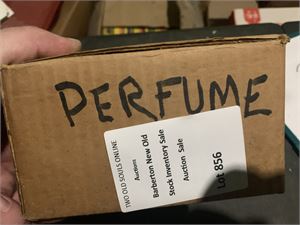 PERFUME
TWO OLD SOULS ONLINE
Auctions
Barberton New Old
Stock Inventory Sale
Auction Sale
Lot 856